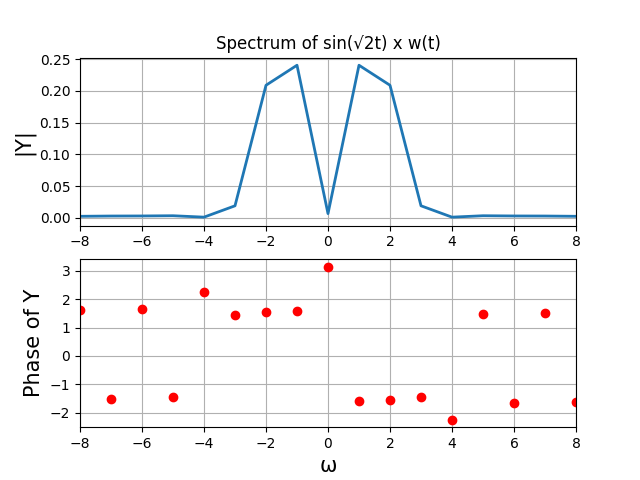 Spectrum of sin(√2t) x w(t)
|Y|
0.25
0.20
0.15
0.10
0.05
0.00
−8 −6 −4 −2 0 2 4 6 8
Phase of Y
3
2
1
0
−1
−2
−8 −6 −4 −2 0 2 4 6 8
ω